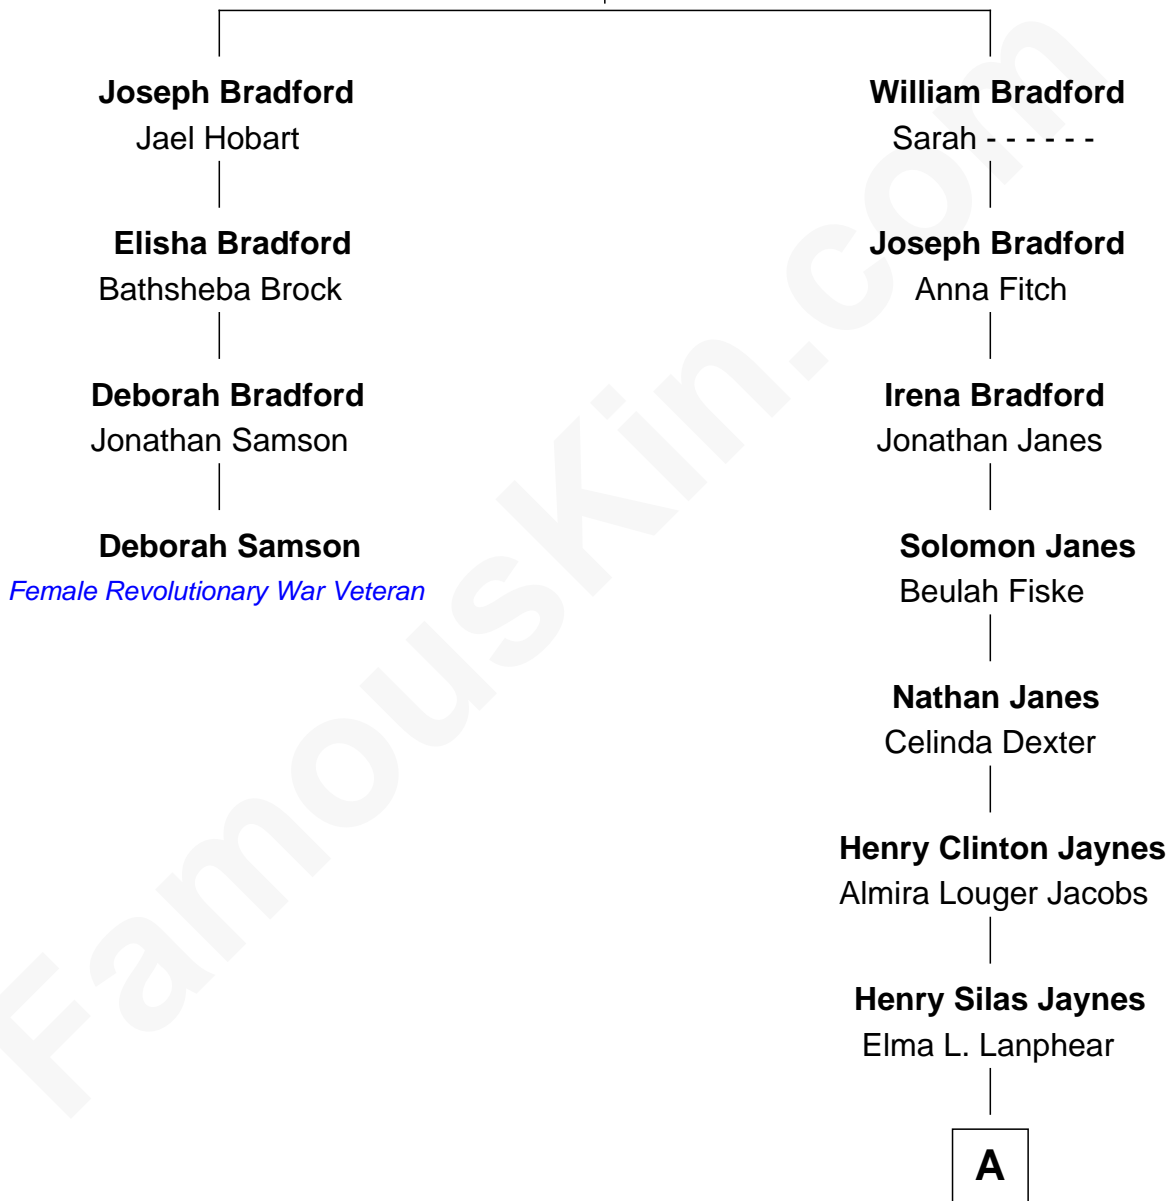 Joseph Bradford
Jael Hobart
William Bradford
Sarah - - - - - -
Elisha Bradford
Bathsheba Brock
Joseph Bradford
Anna Fitch
Deborah Bradford
Jonathan Samson
Irena Bradford
Jonathan Janes
Deborah Samson
Female Revolutionary War Veteran
Solomon Janes
Beulah Fiske
Nathan Janes
Celinda Dexter
Henry Clinton Jaynes
Almira Louger Jacobs
Henry Silas Jaynes
Elma L. Lanphear
A
FamousKin.com